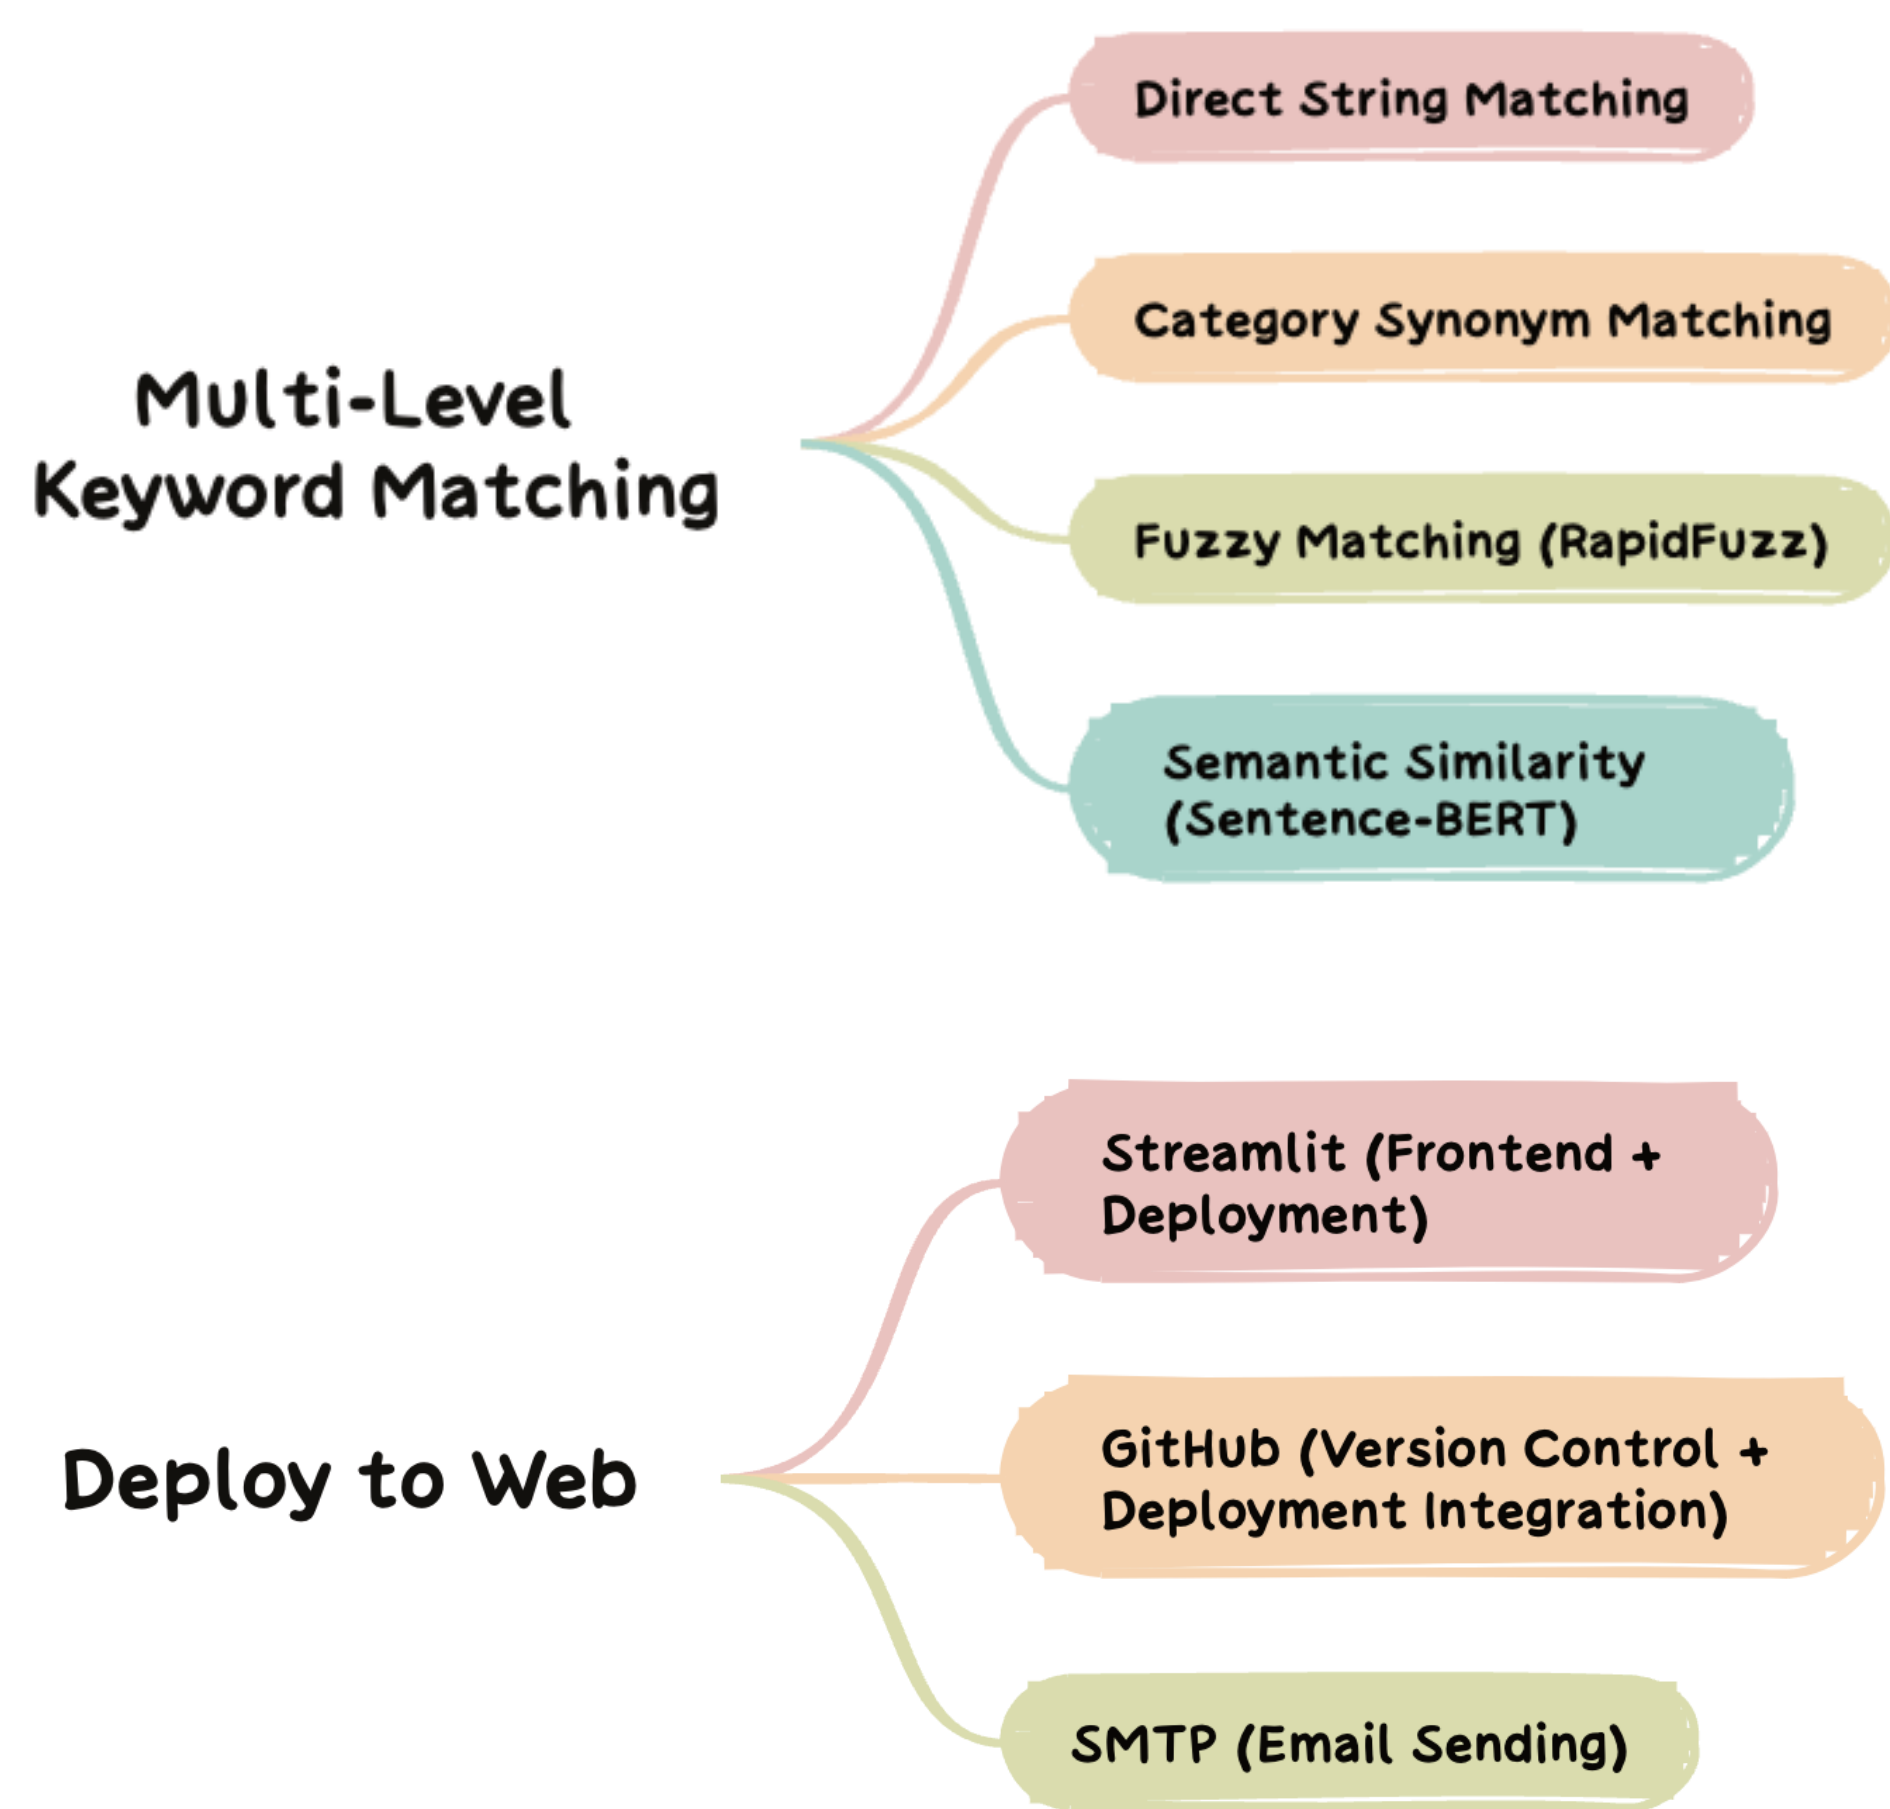 Multi-Level
Keyword Matching
Direct String Matching
Category Synonym Matching
Fuzzy Matching (RapidFuzz)
Semantic Similarity
(Sentence-BERT)
Deploy to Web
Streamlit (Frontend +
Deployment)
GitHub (Version Control +
Deployment Integration)
SMTP (Email Sending)